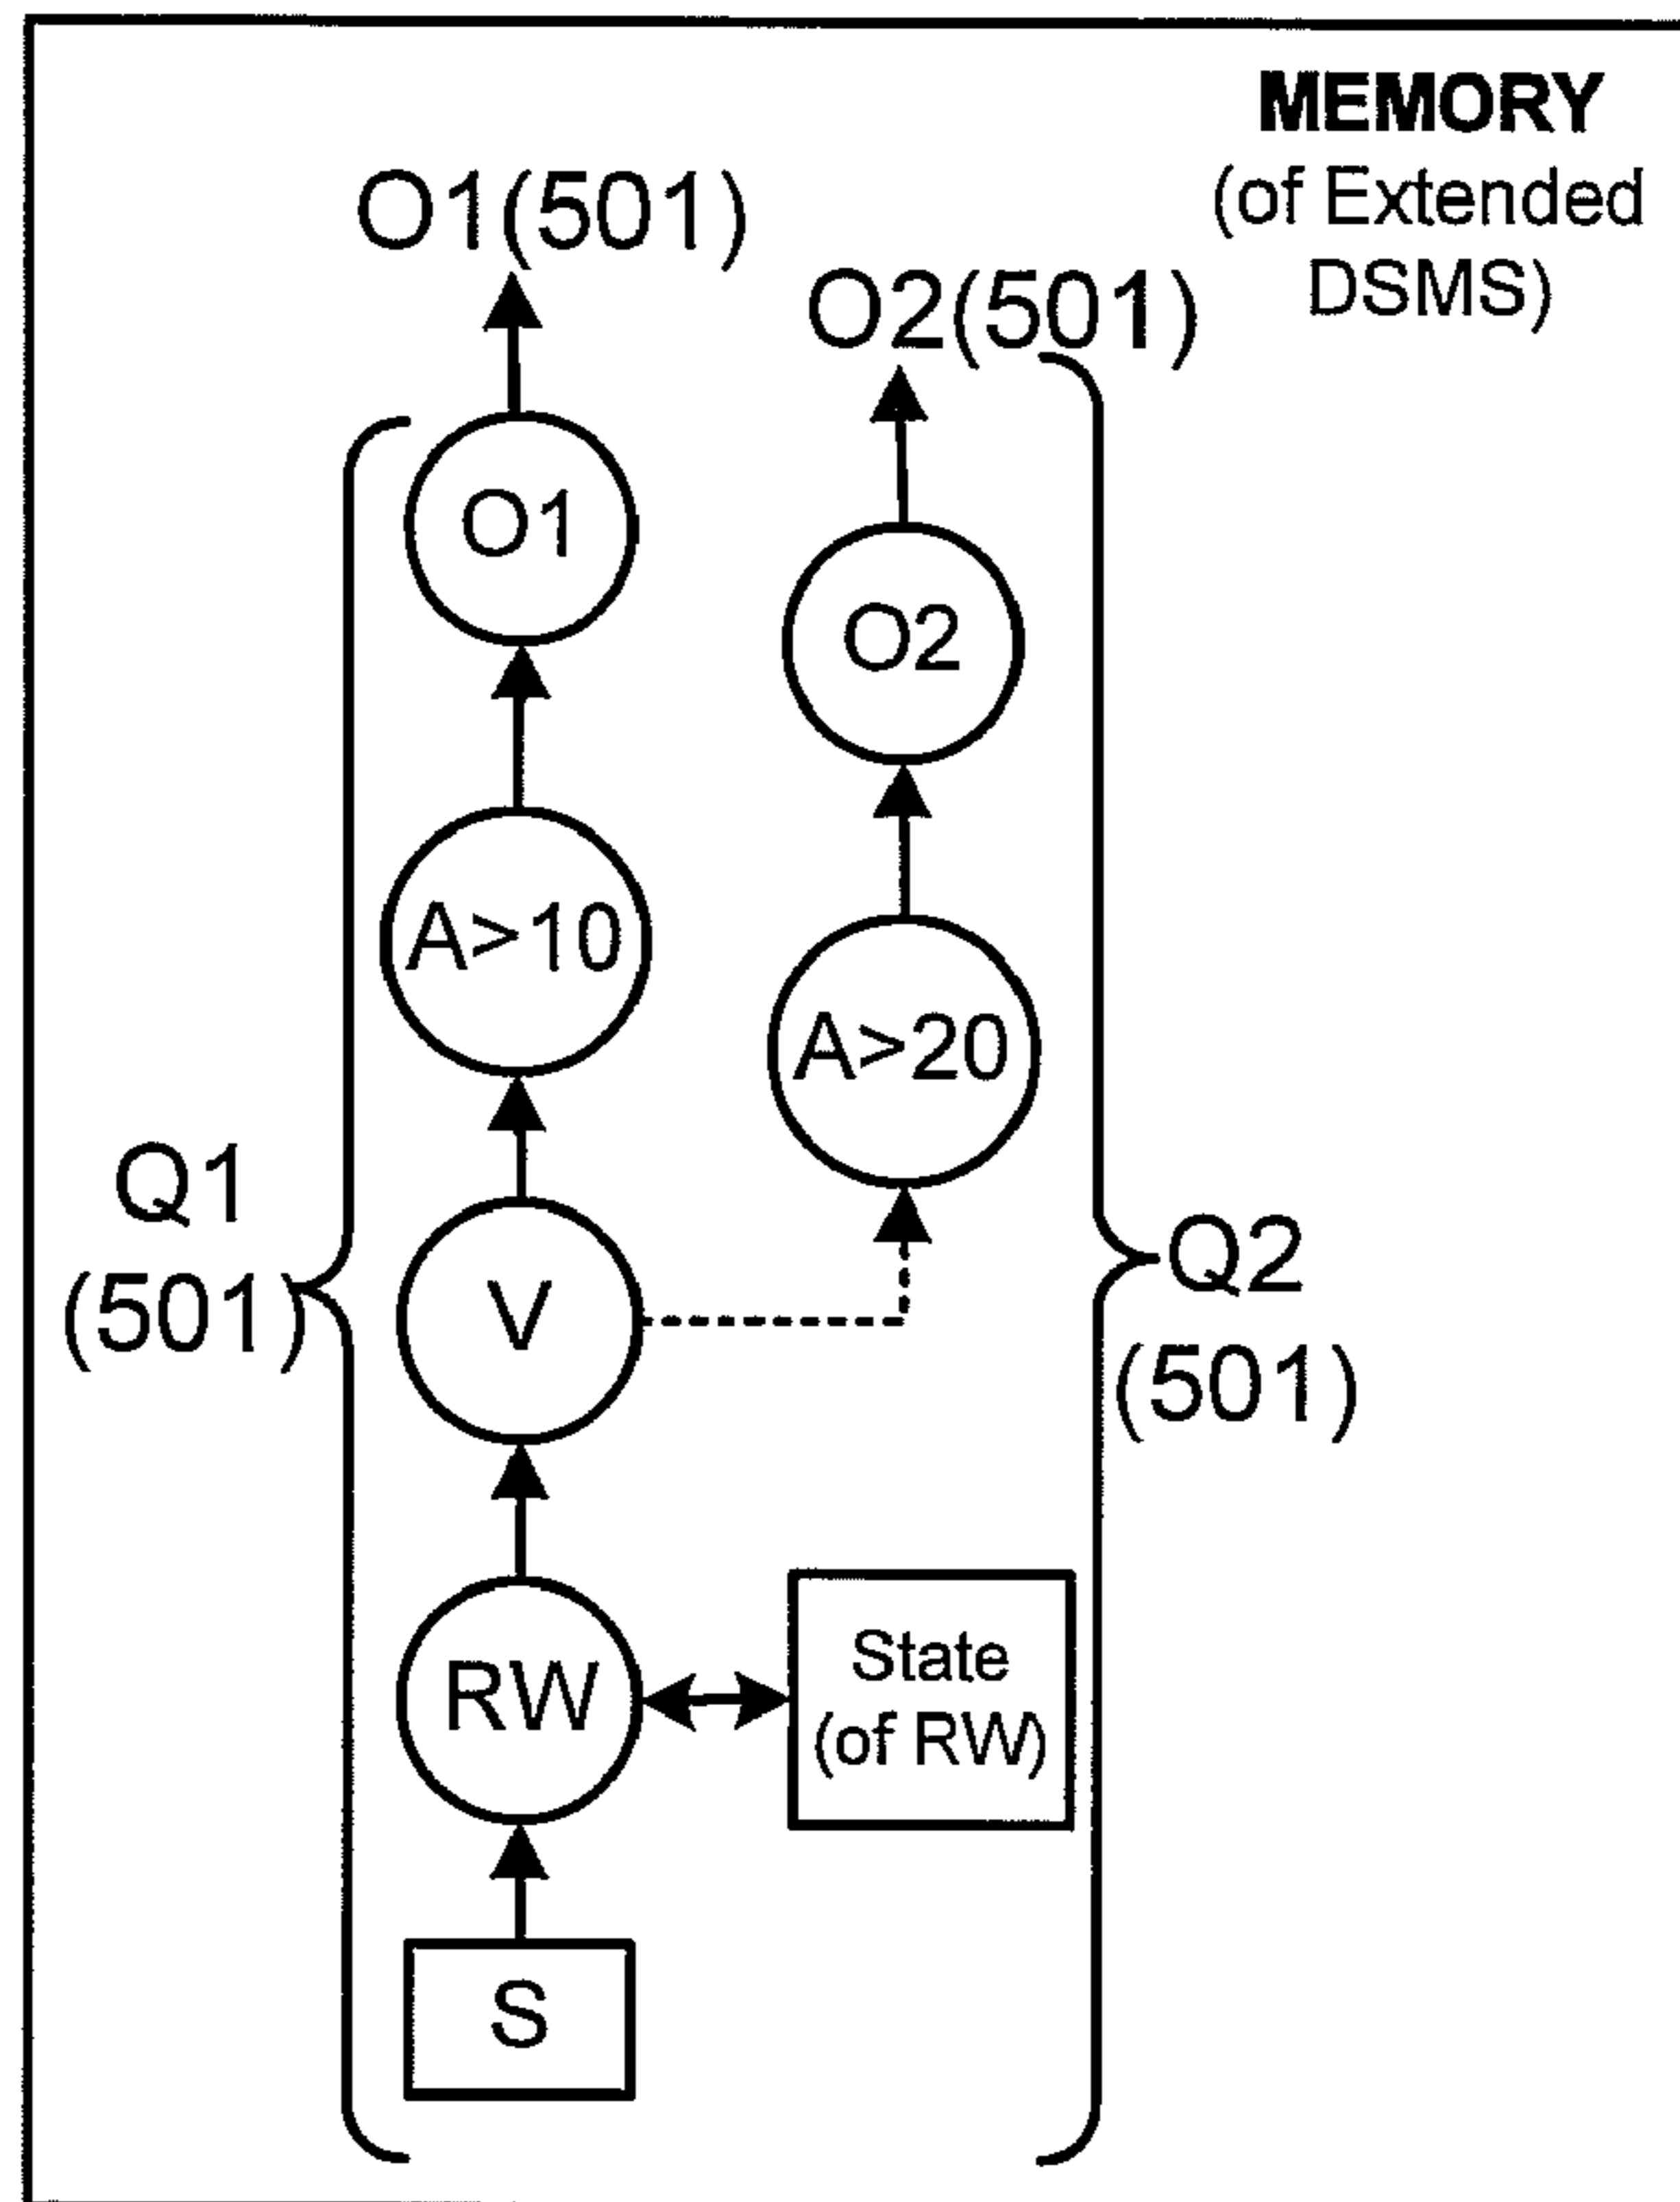 MEMORY
(of Extended
DSMS)
O1(501)
O2(501)
O1
O2
A>10
A>20
Q1
(501)
V
Q2
(501)
RW
State
(of RW)
S